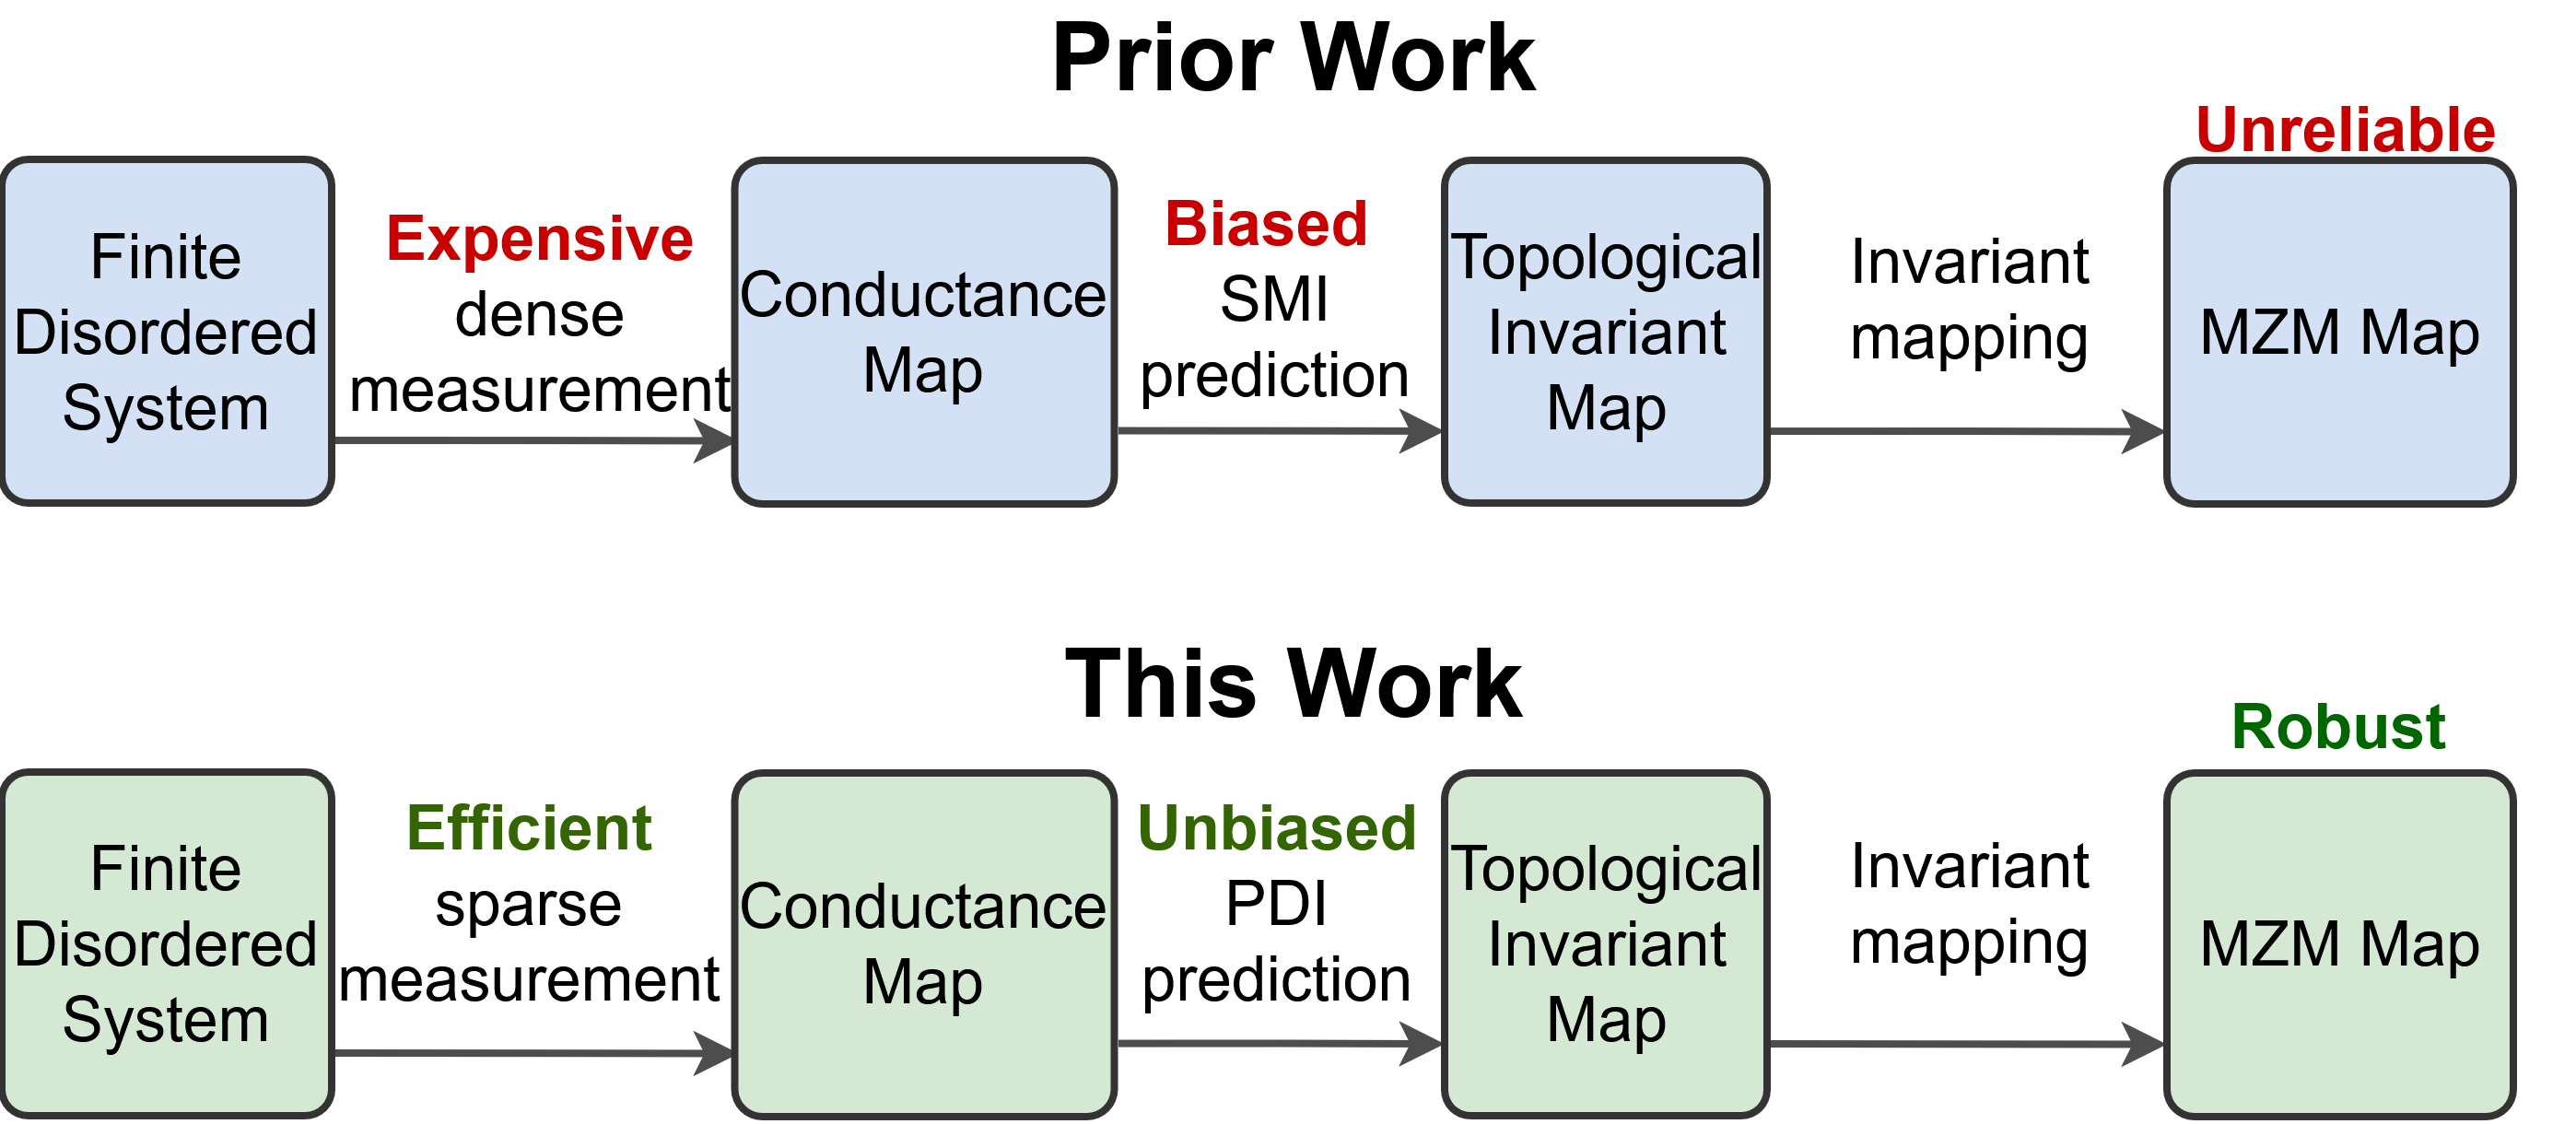 Prior Work
Unreliable
Finite
Disordered
System
Expensive
dense
measurement
Conductance
Map
Biased
SMI
prediction
Topological
Invariant
Map
Invariant
mapping
MZM Map
This Work
Robust
Finite
Disordered
System
Efficient
sparse
measurement
Conductance
Map
Unbiased
PDI
prediction
Topological
Invariant
Map
Invariant
mapping
MZM Map